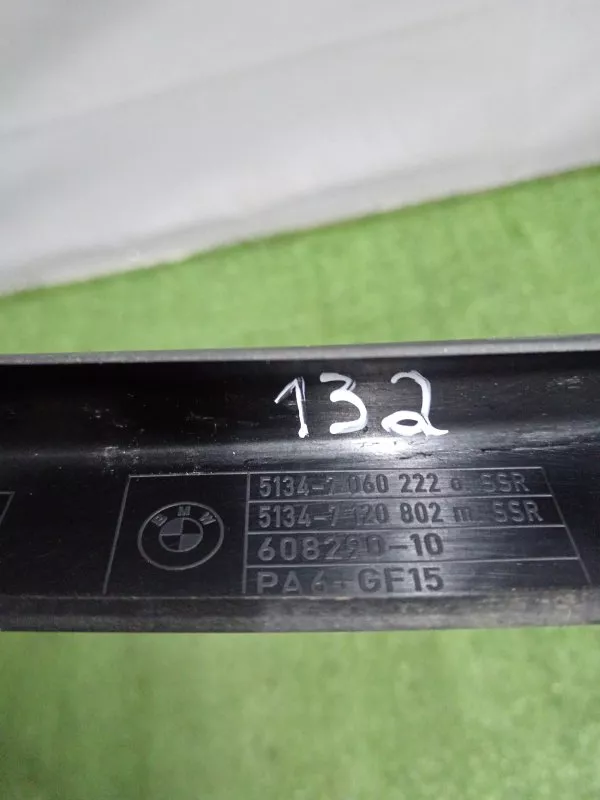 132
BMW
5134-7 060 222 o. SSR
5134-7 120 802 m. SSR
608290-10
PA6-GF15